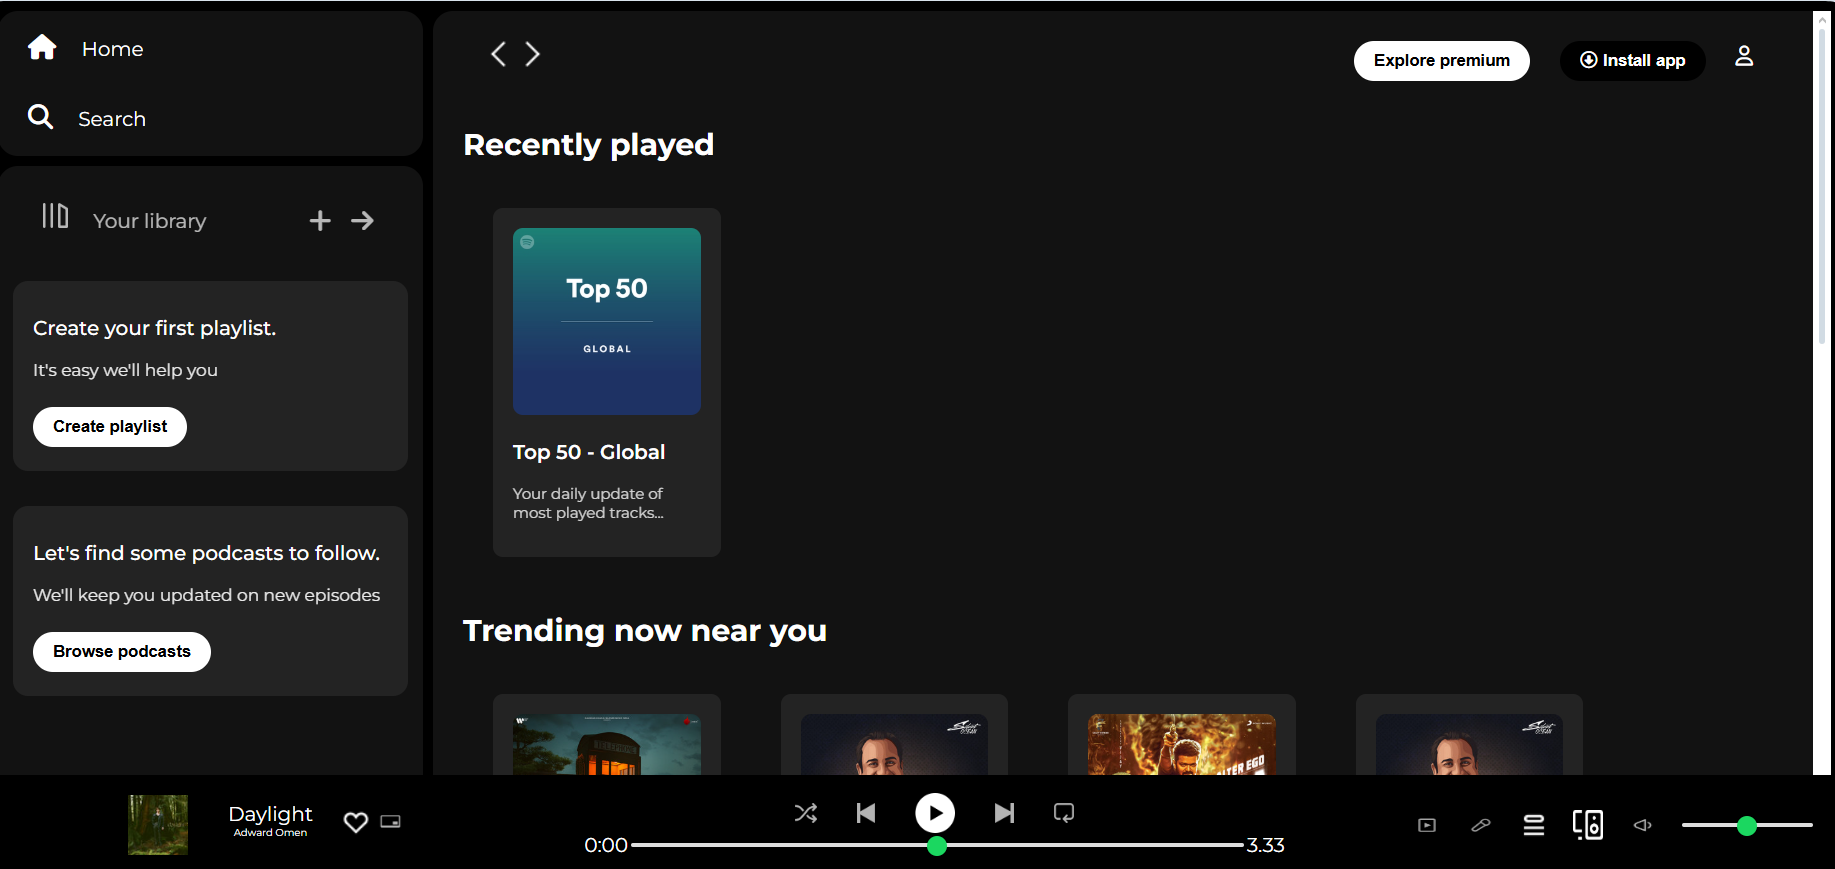 Home
Search
Your library
Create your first playlist.
It's easy we'll help you
Create playlist
Let's find some podcasts to follow.
We'll keep you updated on new episodes
Browse podcasts
Explore premium
Install app
Recently played
Top 50
GLOBAL
Top 50 - Global
Your daily update of
most played tracks...
Trending now near you
TELEPHONE
ALTER EGO
Daylight
Adward Omen
0:00
3.33